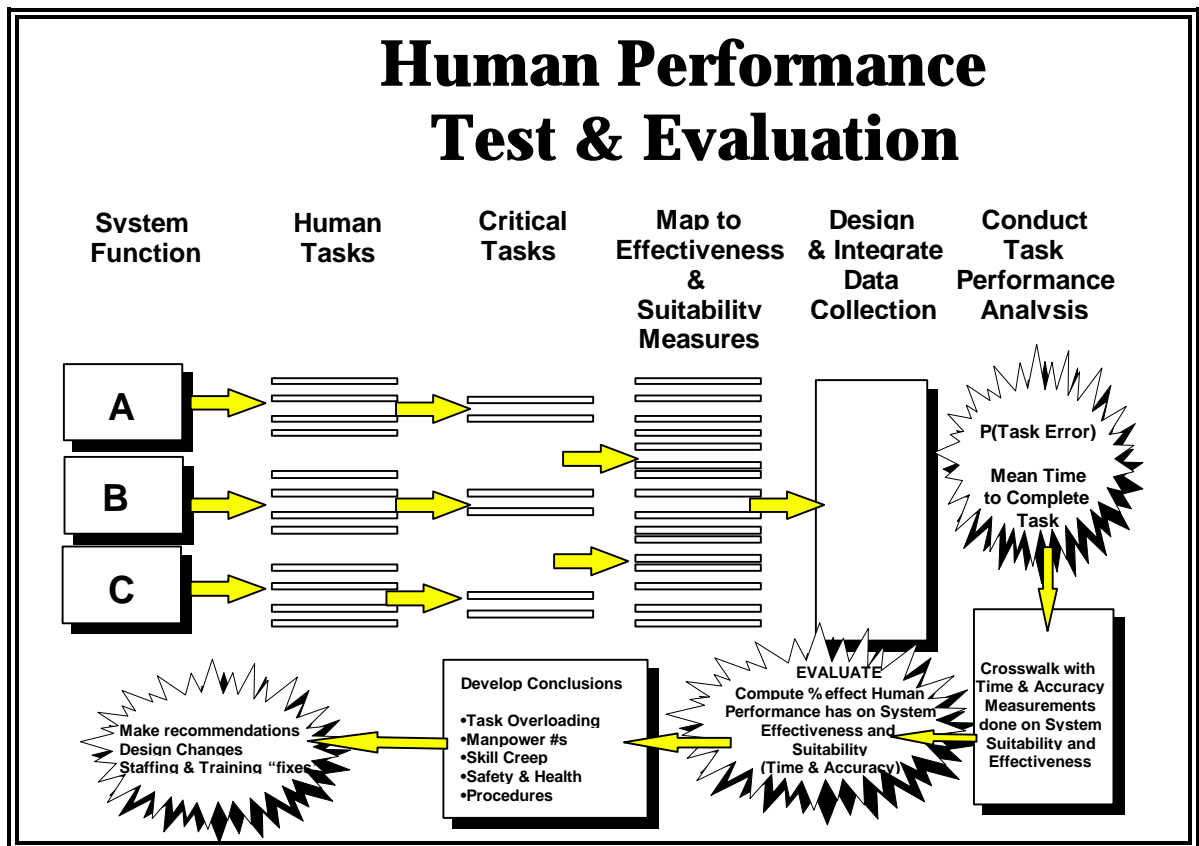 Human Performance
Test & Evaluation
System
Function
Human
Tasks
Critical
Tasks
Map to
Effectiveness
&
Suitability
Measures
Design
& Integrate
Data
Collection
Conduct
Task
Performance
Analysis
A
B
C
P(Task Error)
Mean Time
to Complete
Task
Crosswalk with
Time & Accuracy
Measurements
done on System
Suitability and
Effectiveness
EVALUATE
Compute % effect Human
Performance has on System
Effectiveness and
Suitability
(Time & Accuracy)
Develop Conclusions
•Task Overloading
•Manpower #s
•Skill Creep
•Safety & Health
•Procedures
Make recommendations
Design Changes
Staffing & Training “fixes